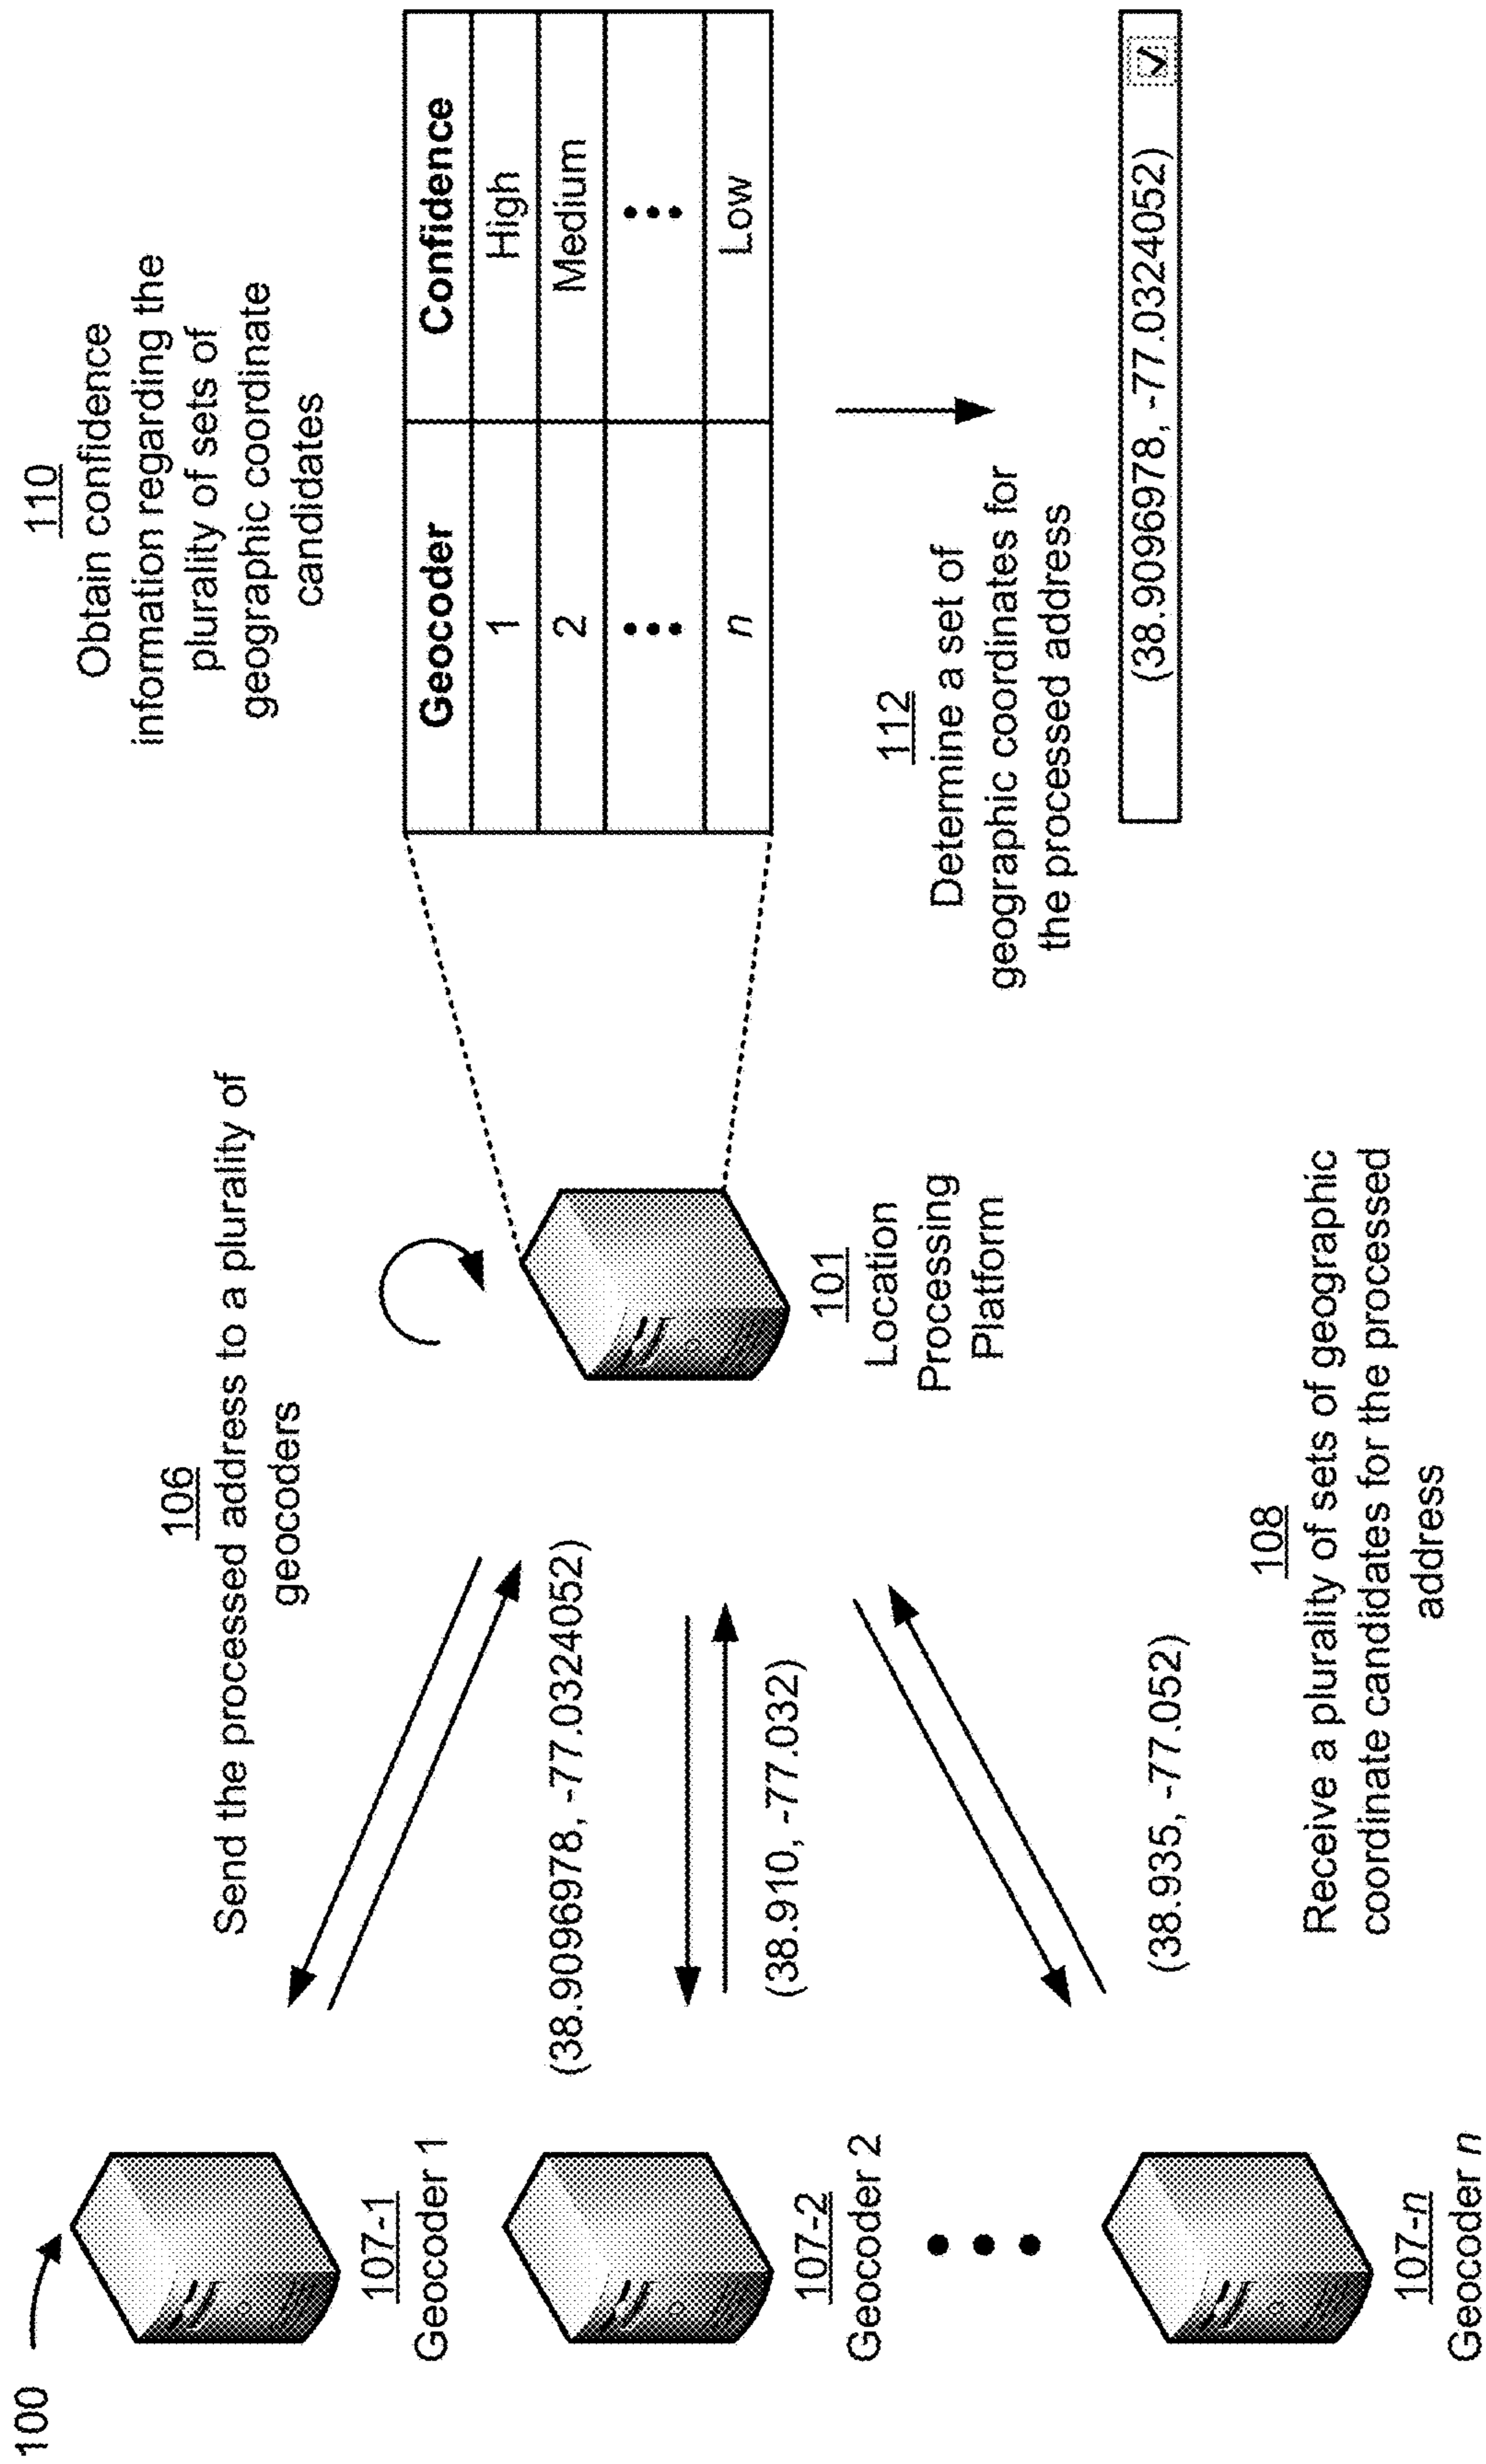 100
107-1
Geocoder 1
107-2
Geocoder 2
107-n
Geocoder n
106
Send the processed address to a plurality of
geocoders
(38.9096978, -77.0324052)
(38.910, -77.032)
(38.935, -77.052)
108
Receive a plurality of sets of geographic
coordinate candidates for the processed
address
101
Location
Processing
Platform
110
Obtain confidence
information regarding the
plurality of sets of
geographic coordinate
candidates
Geocoder Confidence
1 High
2 Medium
n Low
112
Determine a set of
geographic coordinates for
the processed address
(38.9096978, -77.0324052)